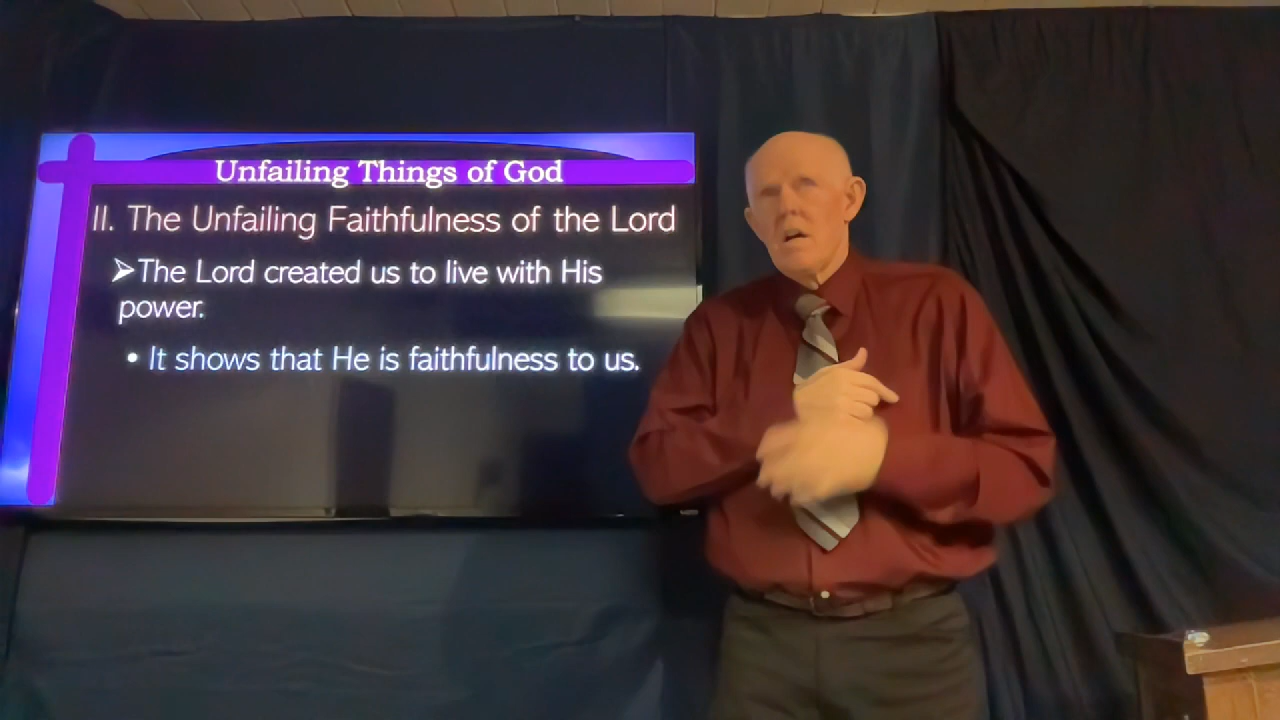 Unfailing Things of God
II. The Unfailing Faithfulness of the Lord
➢The Lord created us to live with His
power.
• It shows that He is faithfulness to us.